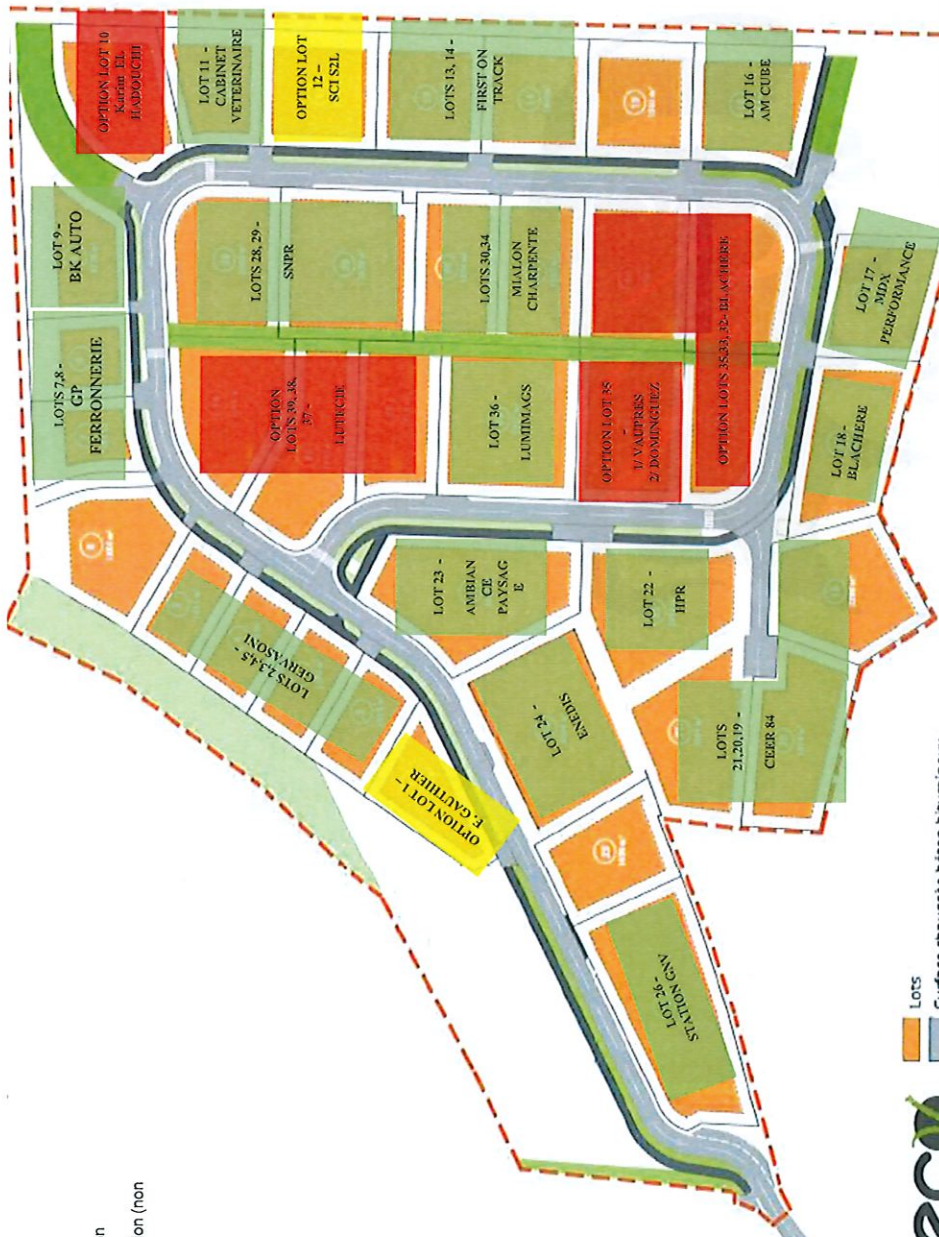 OPTION LOT 10
Karim EL
HADOUCHI
LOT 11 -
CABINET
VETERINAIRE
OPTION LOT
12 –
SCI S2L
LOTS 13, 14 -
FIRST ON
TRACK
LOT 16 –
AM CUBE
LOT 9 -
BK AUTO
LOTS 7,8 -
GP
FERRONNERIE
LOTS 28, 29 -
SNPR
LOTS 30,34
MIALON
CHARPENTE
OPTION LOTS 35,33, 32- BLACHERE
LOT 17 -
MDX
PERFORMANCE
OPTION
LOTS 39, 38,
37 -
LUTECIE
LOT 36 -
LUMIMAGS
OPTION LOT 35
-
1/ VAUPRES
2/ DOMINGUEZ
LOT 18 -
BLACHERE
LOTS 2,3,4,5 -
GERVASONI
LOT 23 -
AMBIAN
CE
PAYSAG
E
LOT 22 -
HPR
LOTS
21,20,19 -
CEER 84
OPTION LOT 1 –
F. GAUTHIER
LOT 24 -
ENEDIS
25
LOT 26 -
STATION GNV
Lots
n
on (non
eco